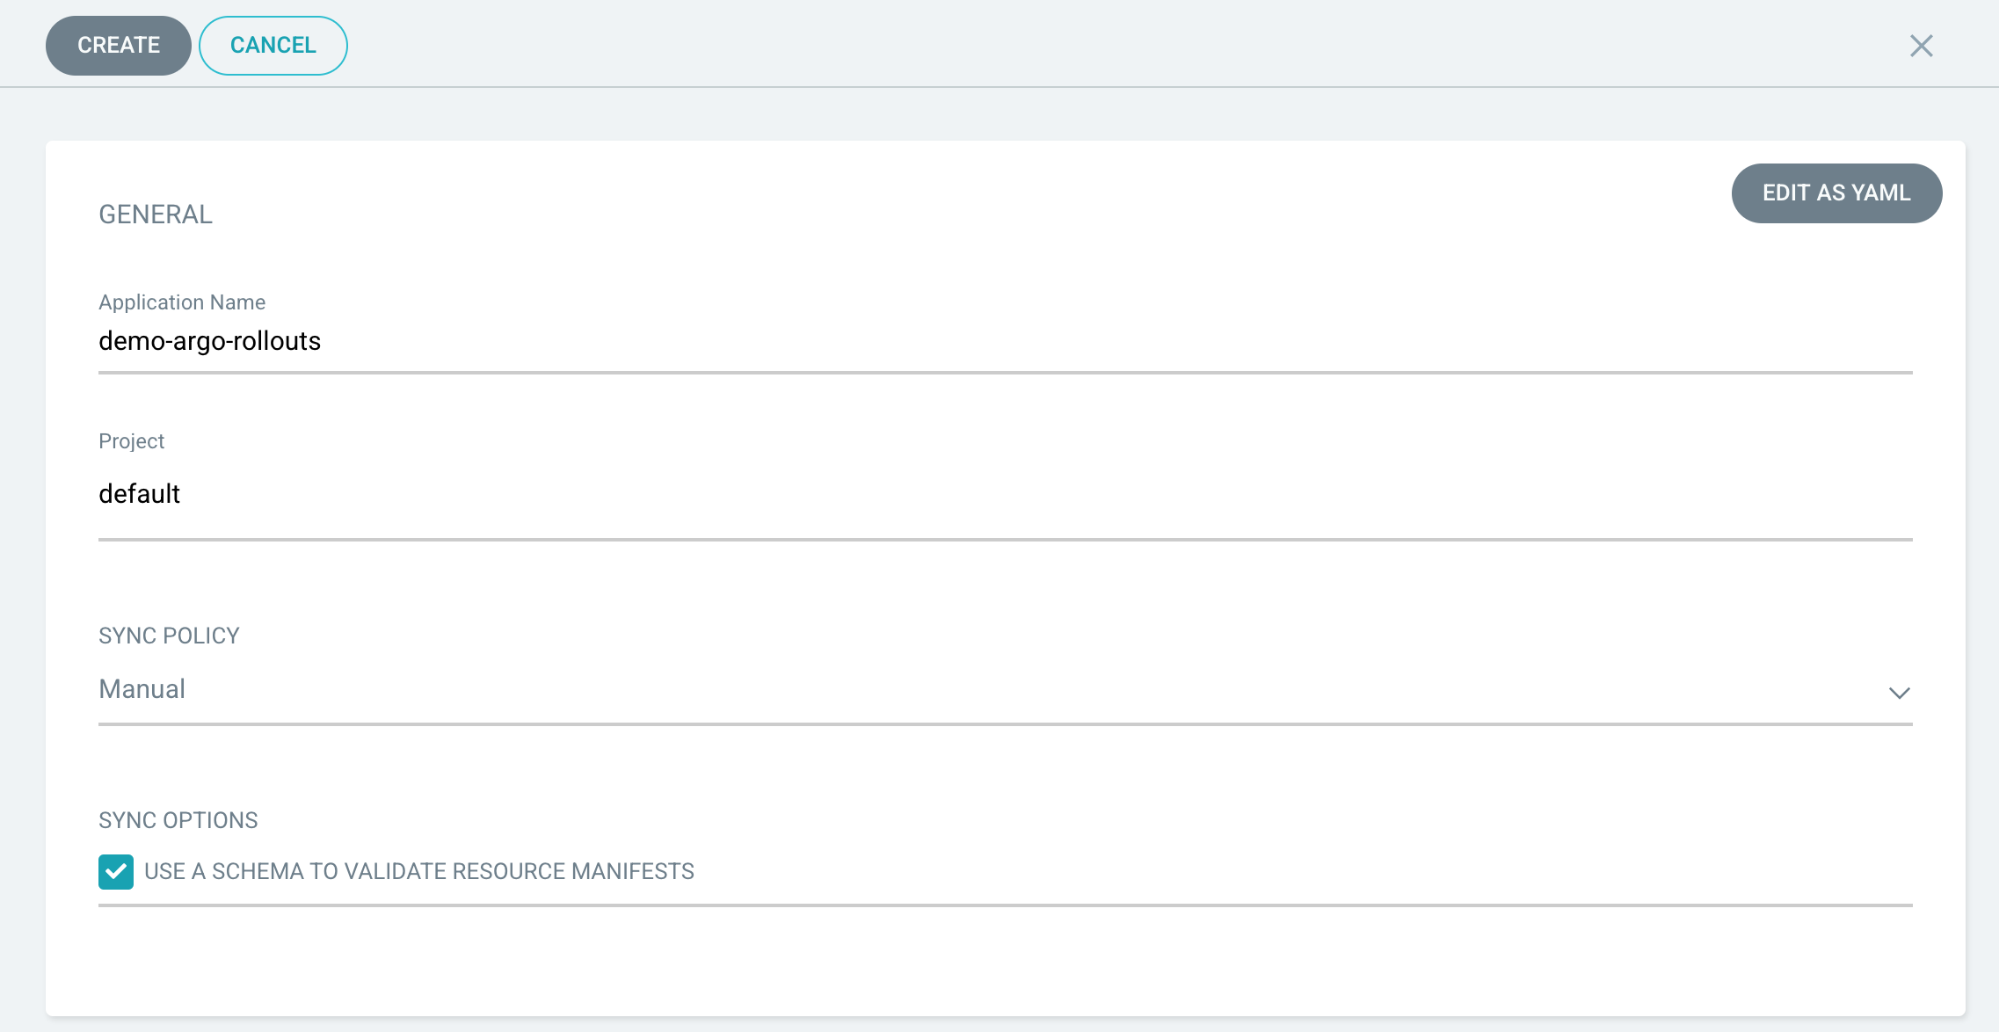 CREATE CANCEL
EDIT AS YAML
GENERAL
Application Name
demo-argo-rollouts
Project
default
SYNC POLICY
Manual
SYNC OPTIONS
USE A SCHEMA TO VALIDATE RESOURCE MANIFESTS